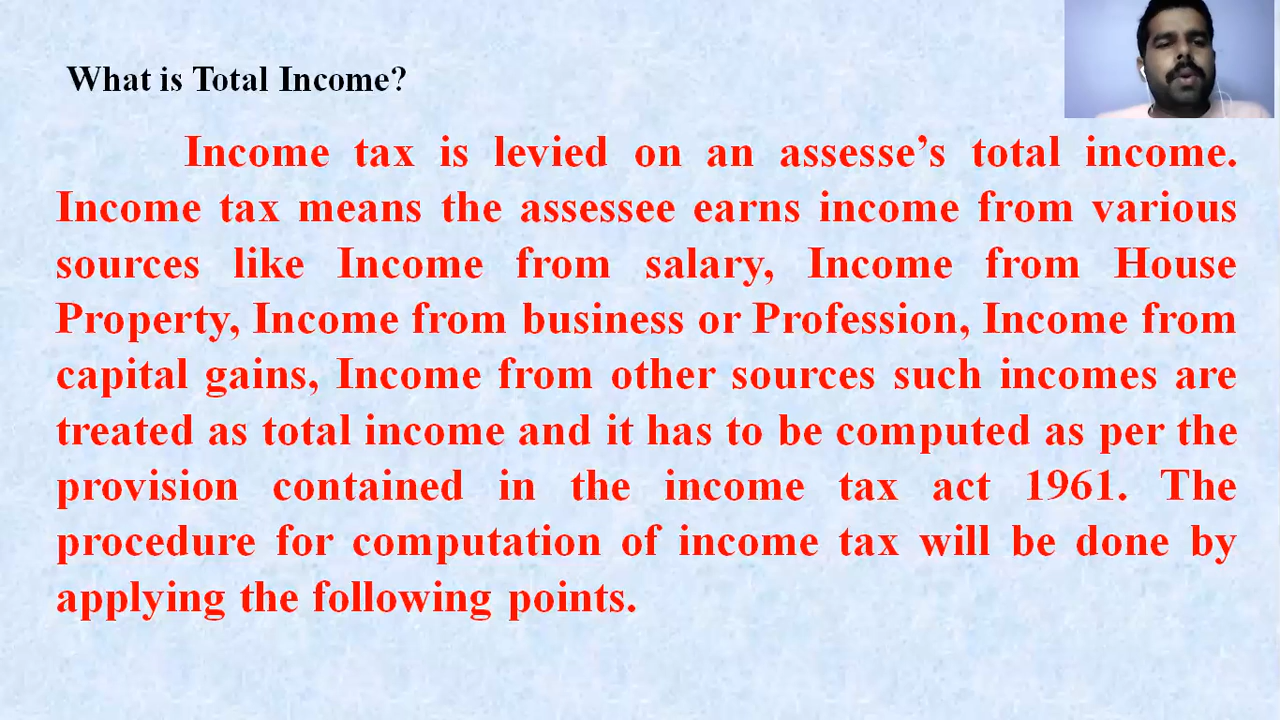 What is Total Income?
Income tax is levied on an assesse’s total income.
Income tax means the assessee earns income from various
sources like Income from salary, Income from House
Property, Income from business or Profession, Income from
capital gains, Income from other sources such incomes are
treated as total income and it has to be computed as per the
provision contained in the income tax act 1961. The
procedure for computation of income tax will be done by
applying the following points.